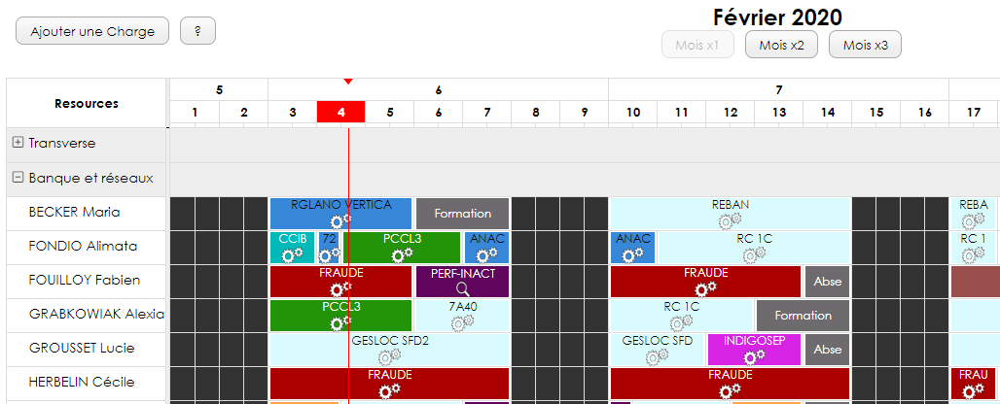 Février 2020
Ajouter une Charge ?
Mois x1 Mois x2 Mois x3
Resources 5 6 7
1 2 3 4 5 6 7 8 9 10 11 12 13 14 15 16 17
Transverse
Banque et réseaux
BECKER Maria RGLANO VERTICA Formation REBAN REBA
FONDIO Alimata CCIB 72 PCCL3 ANAC ANAC RC 1C RC 1
FOUILLOY Fabien FRAUDE PERF-INACT FRAUDE Abse
GRABKOWIAK Alexia PCCL3 7A40 RC 1C Formation
GROUSSET Lucie GESLOC SFD2 GESLOC SFD INDIGOSEP Abse
HERBELIN Cécile FRAUDE FRAUDE FRAU